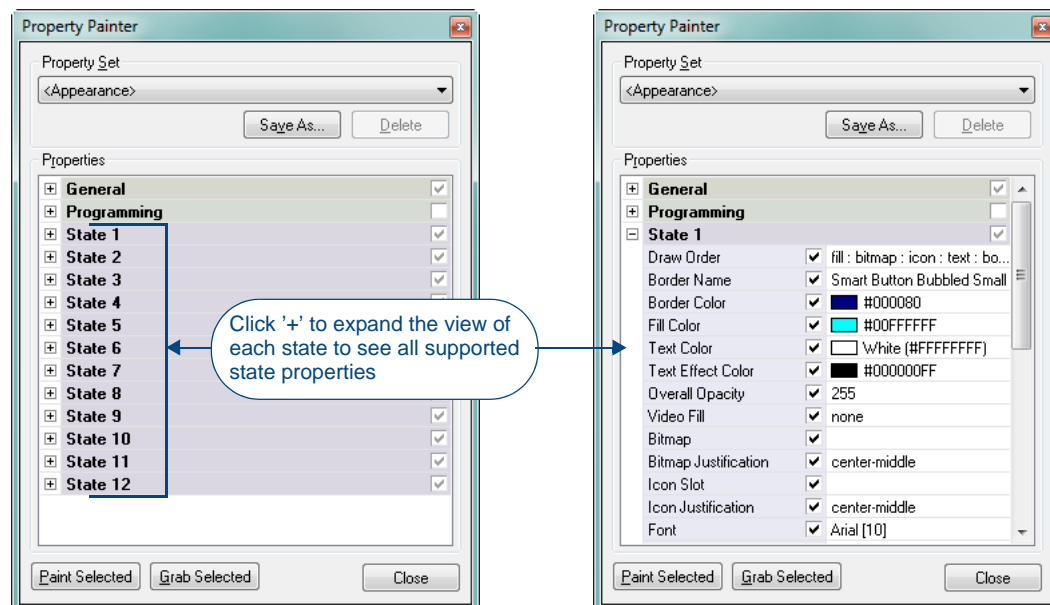 Property Painter
Property Set
<Appearance>
Save As...
Delete
Properties
General
Programming
State 1
State 2
State 3
State 4
State 5
State 6
State 7
State 8
State 9
State 10
State 11
State 12
Paint Selected
Grab Selected
Close
Click '+' to expand the view of
each state to see all supported
state properties
Property Painter
Property Set
<Appearance>
Save As...
Delete
Properties
General
Programming
State 1
Draw Order fill : bitmap : icon : text : bo...
Border Name Smart Button Bubbled Small
Border Color #000080
Fill Color #00FFFFFF
Text Color White (#FFFFFFFF)
Text Effect Color #000000FF
Overall Opacity 255
Video Fill none
Bitmap
Bitmap Justification center-middle
Icon Slot
Icon Justification center-middle
Font Arial [10]
Paint Selected
Grab Selected
Close